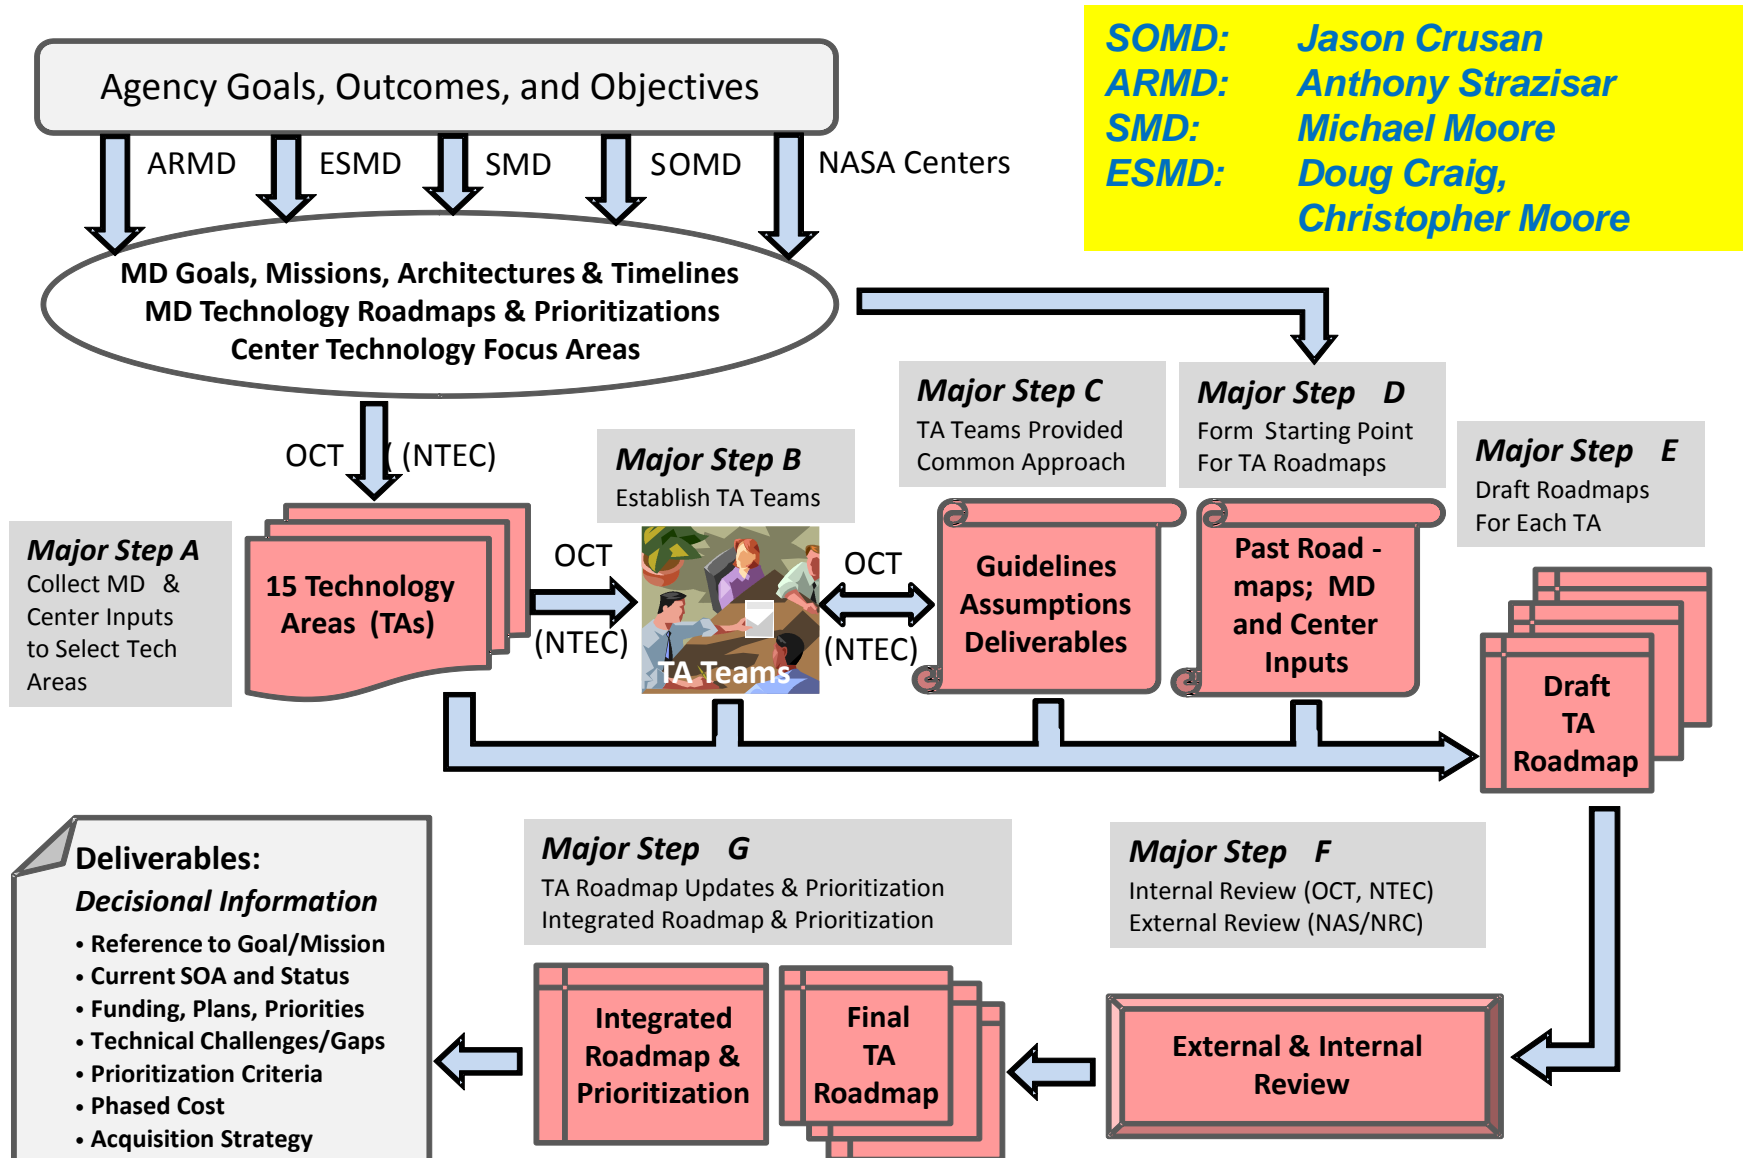 SOMD: Jason Crusan
ARMD: Anthony Strazisar
SMD: Michael Moore
ESMD: Doug Craig,
Christopher Moore
Agency Goals, Outcomes, and Objectives
ARMD
ESMD
SMD
SOMD
NASA Centers
MD Goals, Missions, Architectures & Timelines
MD Technology Roadmaps & Prioritizations
Center Technology Focus Areas
OCT ( (NTEC)
Major Step A
Collect MD &
Center Inputs
to Select Tech
Areas
15 Technology
Areas (TAs)
OCT
(NTEC)
Major Step B
Establish TA Teams
TA Teams
OCT
(NTEC)
Major Step C
TA Teams Provided
Common Approach
Guidelines
Assumptions
Deliverables
Major Step D
Form Starting Point
For TA Roadmaps
Past Road -
maps; MD
and Center
Inputs
Major Step E
Draft Roadmaps
For Each TA
Draft
TA
Roadmap
Major Step F
Internal Review (OCT, NTEC)
External Review (NAS/NRC)
External & Internal
Review
Major Step G
TA Roadmap Updates & Prioritization
Integrated Roadmap & Prioritization
Final
TA
Roadmap
Integrated
Roadmap &
Prioritization
Deliverables:
Decisional Information
• Reference to Goal/Mission
• Current SOA and Status
• Funding, Plans, Priorities
• Technical Challenges/Gaps
• Prioritization Criteria
• Phased Cost
• Acquisition Strategy